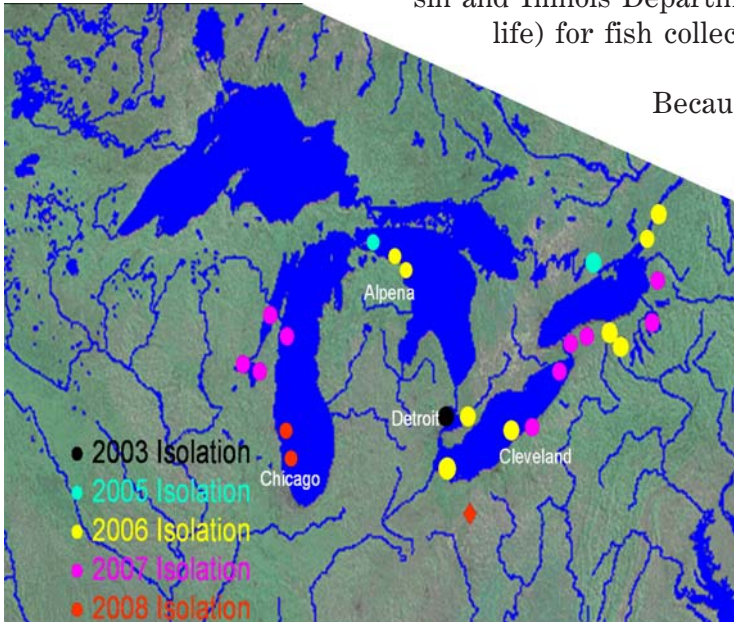 sin and Illinois Departm
life) for fish collec
Becau
Alpena
Detroit
Cleveland
Chicago
2003 Isolation
2005 Isolation
2006 Isolation
2007 Isolation
2008 Isolation